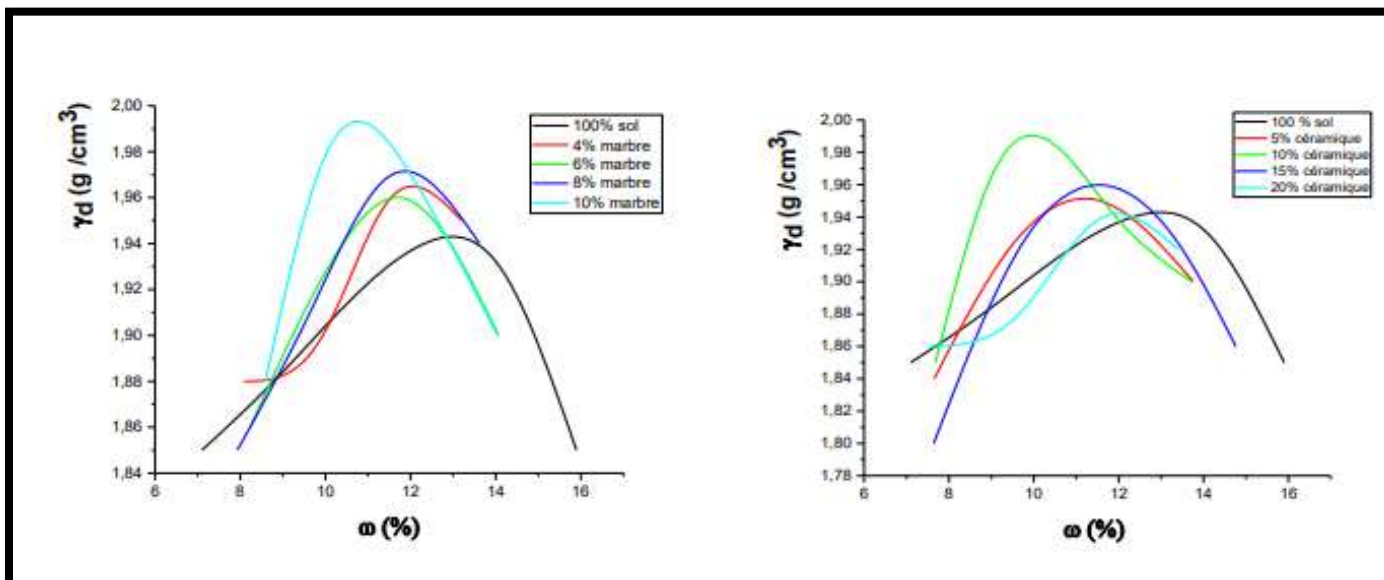 γd (g /cm³)
2,00
1,98
1,96
1,94
1,92
1,90
1,88
1,86
1,84
6 8 10 12 14 16
ω (%)
100% sol
4% marbre
6% marbre
8% marbre
10% marbre
γd (g /cm³)
2,00
1,98
1,96
1,94
1,92
1,90
1,88
1,86
1,84
1,82
1,80
1,78
6 8 10 12 14 16
ω (%)
100 % sol
5% céramique
10% céramique
15% céramique
20% céramique